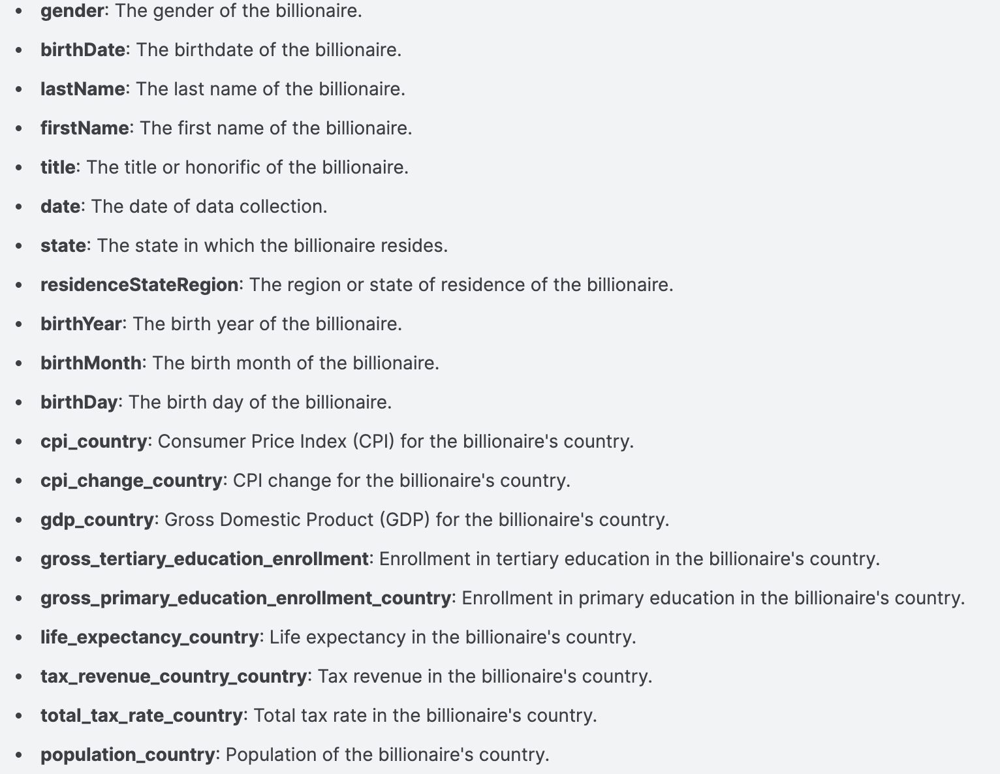 • gender: The gender of the billionaire.
• birthDate: The birthdate of the billionaire.
• lastName: The last name of the billionaire.
• firstName: The first name of the billionaire.
• title: The title or honorific of the billionaire.
• date: The date of data collection.
• state: The state in which the billionaire resides.
• residenceStateRegion: The region or state of residence of the billionaire.
• birthYear: The birth year of the billionaire.
• birthMonth: The birth month of the billionaire.
• birthDay: The birth day of the billionaire.
• cpi_country: Consumer Price Index (CPI) for the billionaire's country.
• cpi_change_country: CPI change for the billionaire's country.
• gdp_country: Gross Domestic Product (GDP) for the billionaire's country.
• gross_tertiary_education_enrollment: Enrollment in tertiary education in the billionaire's country.
• gross_primary_education_enrollment_country: Enrollment in primary education in the billionaire's country.
• life_expectancy_country: Life expectancy in the billionaire's country.
• tax_revenue_country_country: Tax revenue in the billionaire's country.
• total_tax_rate_country: Total tax rate in the billionaire's country.
• population_country: Population of the billionaire's country.